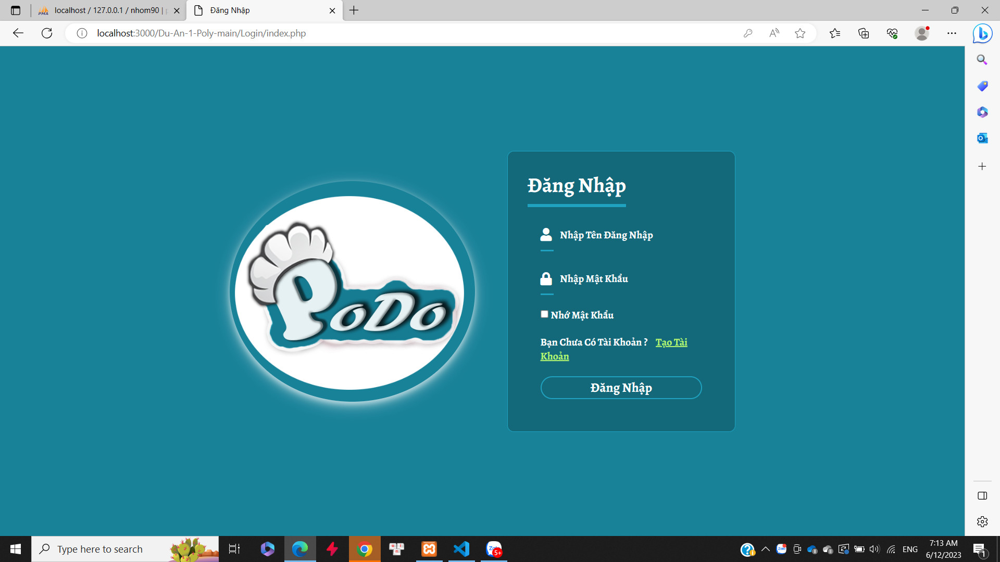 localhost / 127.0.0.1 / nhom90 | p
Đăng Nhập
localhost:3000/Du-An-1-Poly-main/Login/index.php
PoDo
Đăng Nhập
Nhập Tên Đăng Nhập
Nhập Mật Khẩu
Nhớ Mật Khẩu
Bạn Chưa Có Tài Khoản ? Tạo Tài
Khoản
Đăng Nhập
Type here to search
5+
ENG
7:13 AM
6/12/2023
1